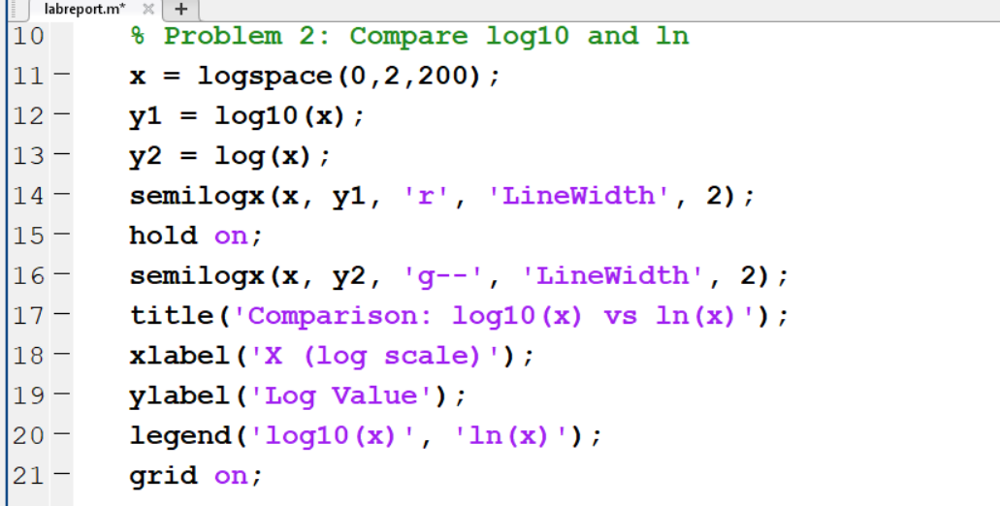 labreport.m* × +
10 % Problem 2: Compare log10 and ln
11 – x = logspace(0,2,200);
12 – y1 = log10(x);
13 – y2 = log(x);
14 – semilogx(x, y1, 'r', 'LineWidth', 2);
15 – hold on;
16 – semilogx(x, y2, 'g--', 'LineWidth', 2);
17 – title('Comparison: log10(x) vs ln(x)');
18 – xlabel('X (log scale)');
19 – ylabel('Log Value');
20 – legend('log10(x)', 'ln(x)');
21 – grid on;